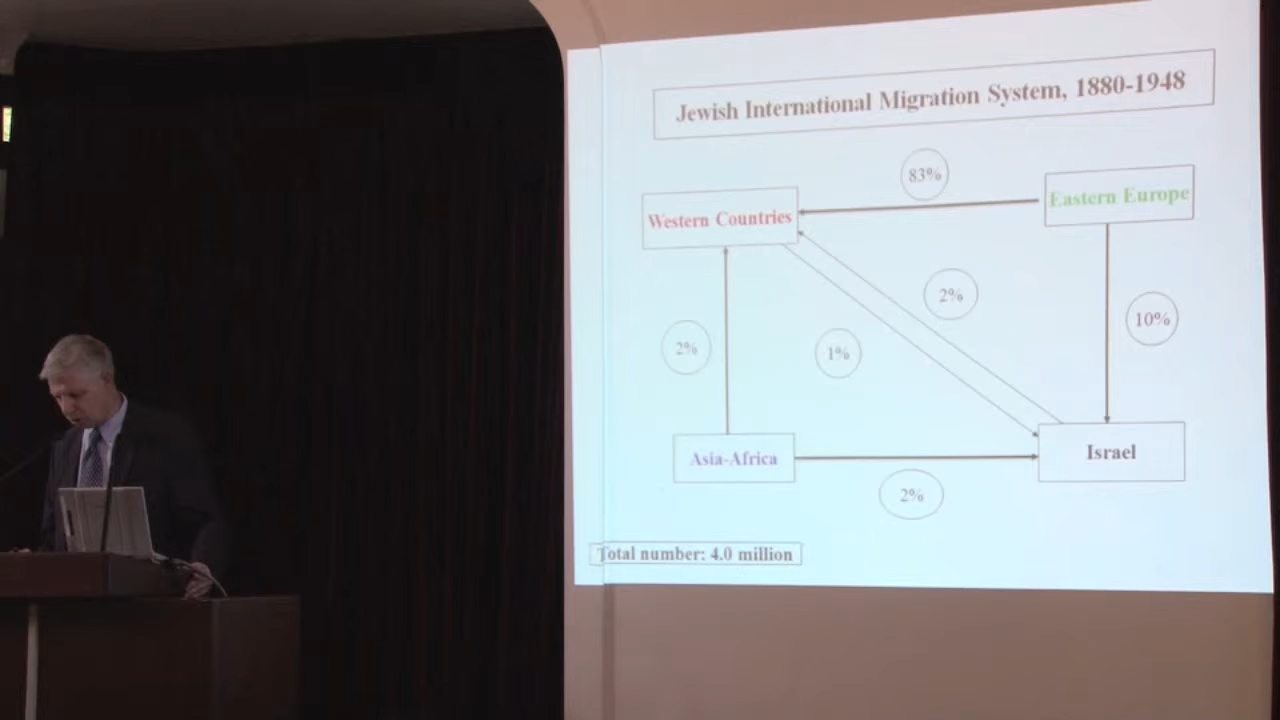 Jewish International Migration System, 1880-1948
83%
Eastern Europe
Western Countries
2%
10%
2%
1%
Israel
Asia-Africa
2%
Total number: 4.0 million